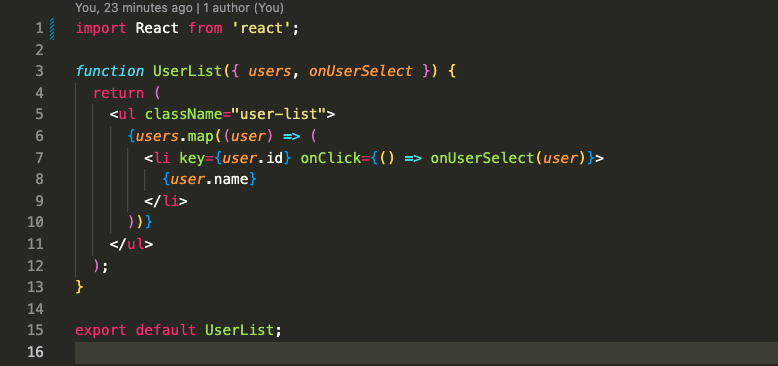 You, 23 minutes ago | 1 author (You)
1 import React from 'react';
2
3 function UserList({ users, onUserSelect }) {
4   return (
5     <ul className="user-list">
6       {users.map((user) => (
7         <li key={user.id} onClick={() => onUserSelect(user)}>
8           {user.name}
9         </li>
10       ))}
11     </ul>
12   );
13 }
14
15 export default UserList;
16